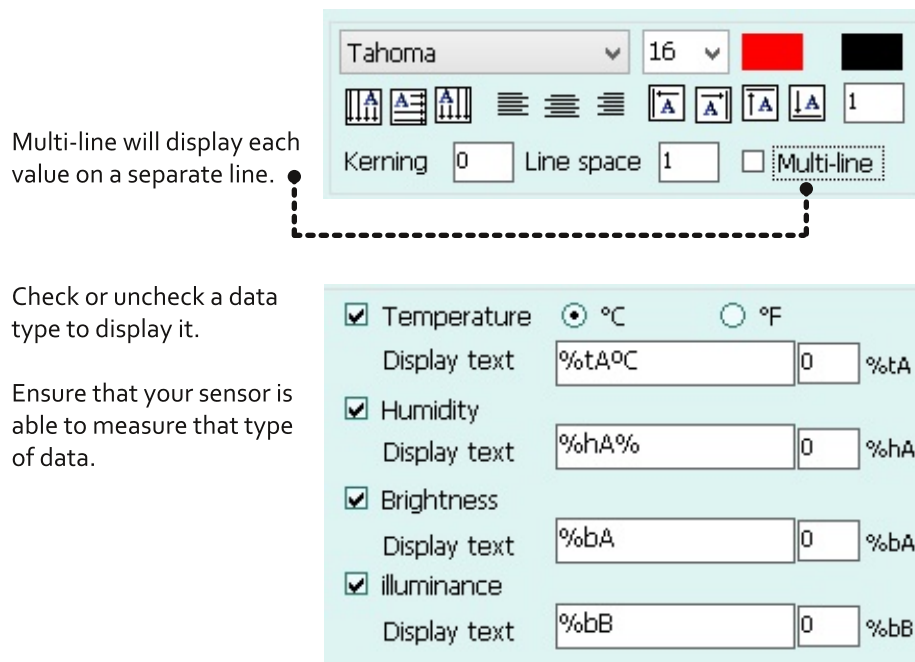 Tahoma 16
1
Multi-line will display each
value on a separate line.
Kerning 0 Line space 1 Multi-line
Check or uncheck a data
type to display it.
Ensure that your sensor is
able to measure that type
of data.
Temperature °C °F
Display text %tAºC 0 %tA
Humidity
Display text %hA% 0 %hA
Brightness
Display text %bA 0 %bA
illuminance
Display text %bB 0 %bB